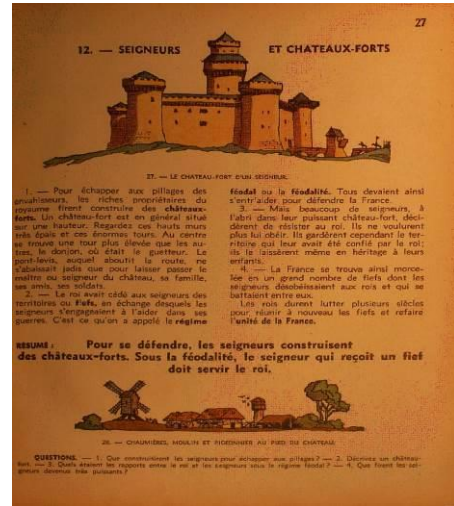 27
12. — SEIGNEURS ET CHATEAUX-FORTS
27. — LE CHATEAU-FORT D'UN SEIGNEUR.
1. — Pour échapper aux pillages des
envahisseurs, les riches propriétaires du
royaume firent construire des châteaux-
forts. Un château-fort est en général situé
sur une hauteur. Regardez ces hauts murs
très épais et ces énormes tours. Au centre
se trouve une tour plus élevée que les au-
tres, le donjon, où était le guetteur. Le
pont-levis, auquel aboutit la route, ne
s'abaissait jadis que pour laisser passer le
maître ou seigneur du château, sa famille,
ses amis, ses soldats.
2. — Le roi avait cédé aux seigneurs des
territoires ou fiefs, en échange desquels les
seigneurs s'engageaient à l'aider dans ses
guerres. C'est ce qu'on a appelé le régime
féodal ou la féodalité. Tous devaient ainsi
s'entr'aider pour défendre la France.
3. — Mais beaucoup de seigneurs, à
l'abri dans leur puissant château-fort, déci-
dèrent de résister au roi. Ils ne voulurent
plus lui obéir. Ils gardèrent cependant le ter-
ritoire qui leur avait été confié par le roi;
ils le laissèrent même en héritage à leurs
enfants.
4. — La France se trouva ainsi morce-
lée en un grand nombre de fiefs dont les
seigneurs désobéissaient aux rois et qui se
battaient entre eux.
Les rois durent lutter plusieurs siècles
pour réunir à nouveau les fiefs et refaire
l'unité de la France.
RESUME : Pour se défendre, les seigneurs construisent
des châteaux-forts. Sous la féodalité, le seigneur qui reçoit un fief
doit servir le roi.
28. — CHAUMIÈRES, MOULIN ET PIGEONNIER AU PIED DU CHATEAU.
QUESTIONS. — 1. Que construisirent les seigneurs pour échapper aux pillages ? — 2. Décrivez un château-
fort. — 3. Quels étaient les rapports entre le roi et les seigneurs sous le régime féodal ? — 4. Que firent les sei-
gneurs devenus très puissants ?